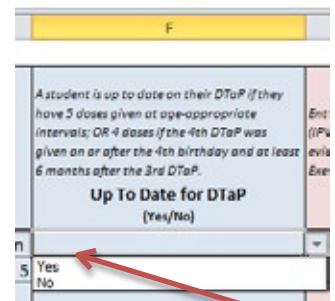 F
A student is up to date on their DTaP if they
have 5 doses given at age-appropriate
intervals; OR 4 doses if the 4th DTaP was
given on or after the 4th birthday and at least
6 months after the 3rd DTaP.
Up To Date for DTaP
(Yes/No)
5
Yes
No